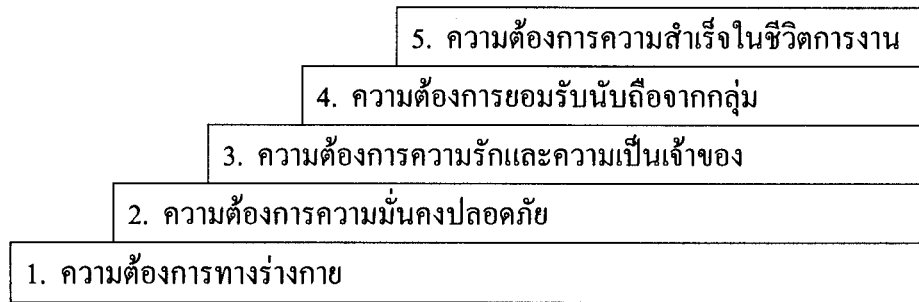 5. ความต้องการความสำเร็จในชีวิตการงาน
4. ความต้องการยอมรับนับถือจากกลุ่ม
3. ความต้องการความรักและความเป็นเจ้าของ
2. ความต้องการความมั่นคงปลอดภัย
1. ความต้องการทางร่างกาย